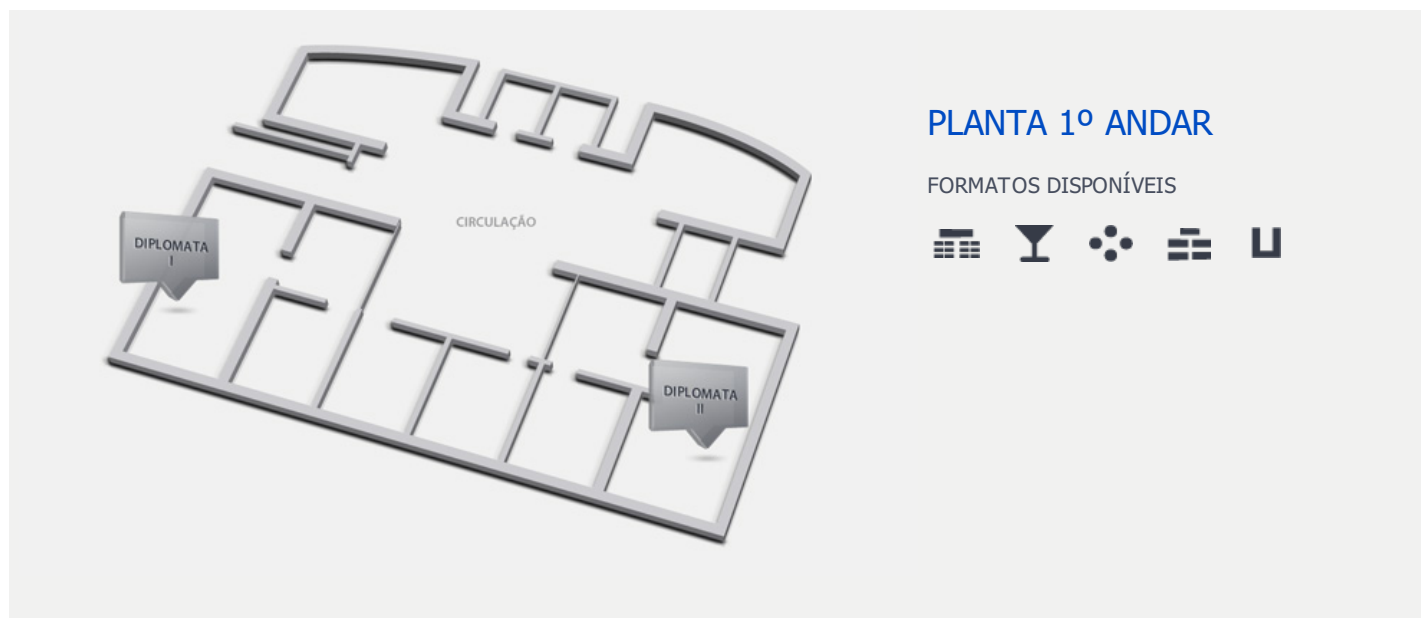 PLANTA 1º ANDAR
FORMATOS DISPONÍVEIS
CIRCULAÇÃO
DIPLOMATA
I
DIPLOMATA
II